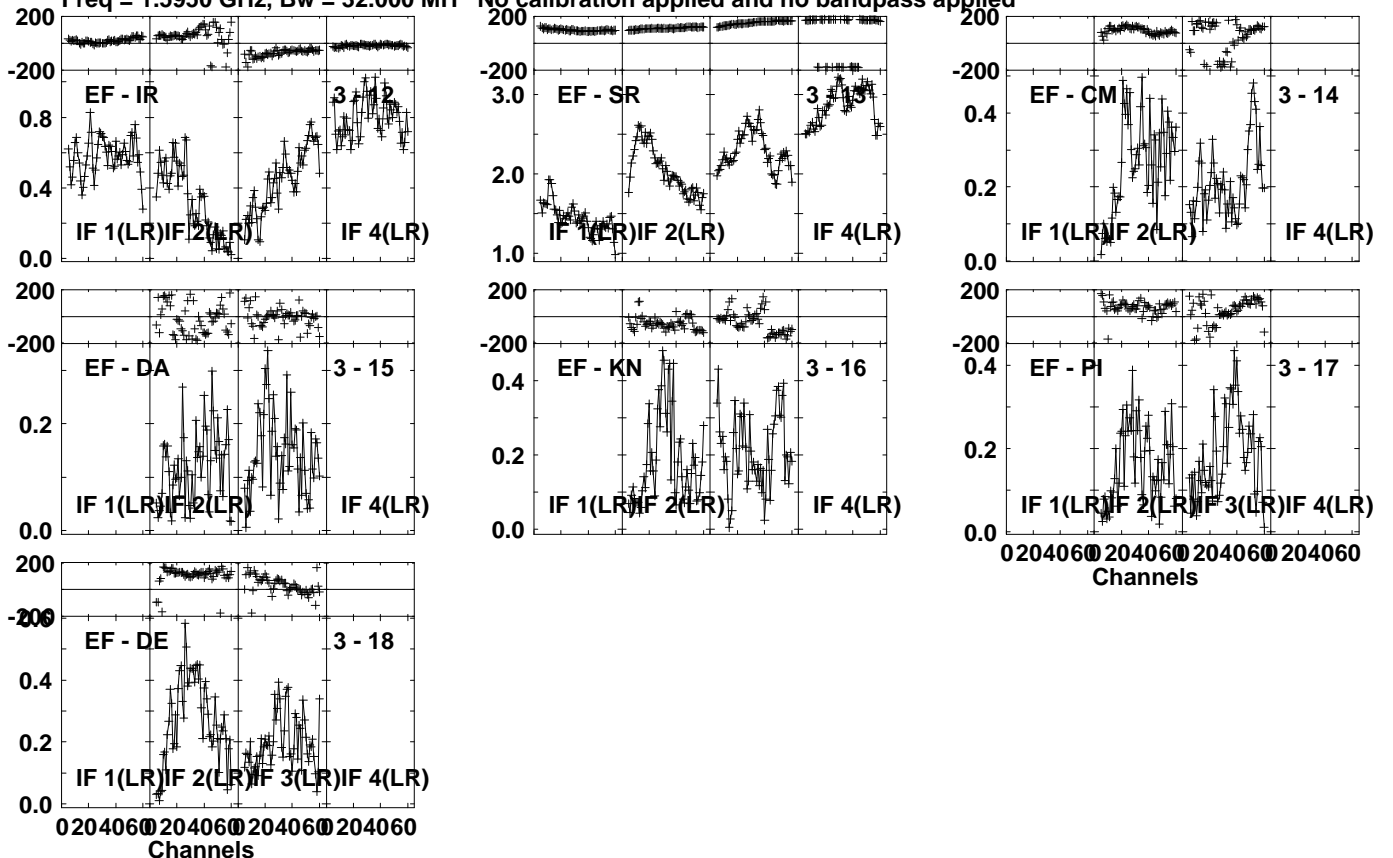 Freq = 1.5950 GHz, Bw = 32.000 MH No calibration applied and no bandpass applied
200
-200
EF - IR
3 - 12
0.8
0.4
0.0
IF 1(LR)
IF 2(LR)
IF 4(LR)
200
-200
EF - SR
3 - 13
3.0
2.0
1.0
IF 1(LR)
IF 2(LR)
IF 4(LR)
200
-200
EF - CM
3 - 14
0.4
0.2
0.0
IF 1(LR)
IF 2(LR)
IF 4(LR)
200
-200
EF - DA
3 - 15
0.2
0.0
IF 1(LR)
IF 2(LR)
IF 4(LR)
200
-200
EF - KN
3 - 16
0.4
0.2
0.0
IF 1(LR)
IF 2(LR)
IF 4(LR)
200
-200
EF - PI
3 - 17
0.4
0.2
0.0
IF 1(LR)
IF 2(LR)
IF 3(LR)
IF 4(LR)
0 20 40 60
0 20 40 60
0 20 40 60
0 20 40 60
Channels
200
-200
0.6
EF - DE
3 - 18
0.4
0.2
0.0
IF 1(LR)
IF 2(LR)
IF 3(LR)
IF 4(LR)
0 20 40 60
0 20 40 60
0 20 40 60
0 20 40 60
Channels